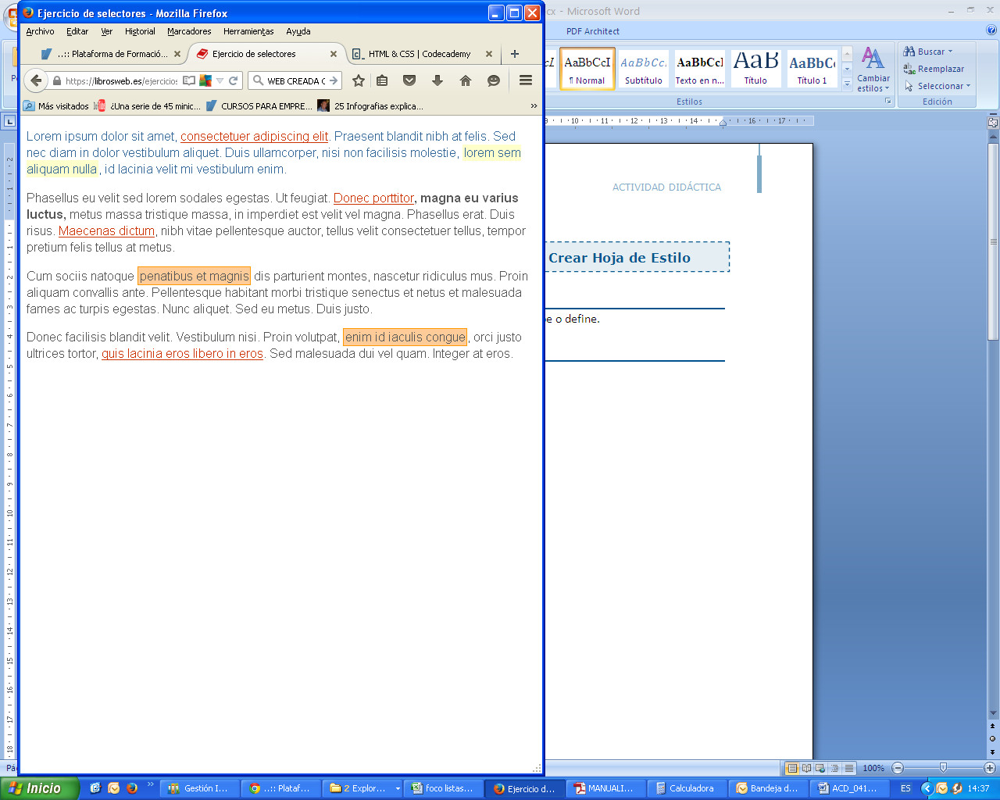 Ejercicio de selectores - Mozilla Firefox
cx - Microsoft Word
Archivo Editar Ver Historial Marcadores Herramientas Ayuda
PDF Architect
..:: Plataforma de Formació...
Ejercicio de selectores
HTML & CSS | Codecademy
https://librosweb.es/ejercicios
WEB CREADA C
Más visitados
¿Una serie de 45 minic...
CURSOS PARA EMPRE...
25 Infografias explica...
»
AaBbCcI AaBbCc. AaBbCcI AaB AaBbCc
¶ Normal Subtítulo Texto en n... Título Título 1
Cambiar estilos
Estilos
Buscar
Reemplazar
Seleccionar
Edición
9 10 11 12 13 14 15 16 17
Lorem ipsum dolor sit amet, consectetuer adipiscing elit. Praesent blandit nibh at felis. Sed
nec diam in dolor vestibulum aliquet. Duis ullamcorper, nisi non facilisis molestie, lorem sem
aliquam nulla, id lacinia velit mi vestibulum enim.
Phasellus eu velit sed lorem sodales egestas. Ut feugiat. Donec porttitor, magna eu varius
luctus, metus massa tristique massa, in imperdiet est velit vel magna. Phasellus erat. Duis
risus. Maecenas dictum, nibh vitae pellentesque auctor, tellus velit consectetuer tellus, tempor
pretium felis tellus at metus.
Cum sociis natoque penatibus et magnis dis parturient montes, nascetur ridiculus mus. Proin
aliquam convallis ante. Pellentesque habitant morbi tristique senectus et netus et malesuada
fames ac turpis egestas. Nunc aliquet. Sed eu metus. Duis justo.
Donec facilisis blandit velit. Vestibulum nisi. Proin volutpat, enim id iaculis congue, orci justo
ultrices tortor, quis lacinia eros libero in eros. Sed malesuada dui vel quam. Integer at eros.
ACTIVIDAD DIDÁCTICA
Crear Hoja de Estilo
be o define.
Pá
100%
Inicio
»
Gestión I...
..:: Plataf...
2 Explor...
foco listas...
Ejercicio d...
MANUALI...
Calculadora
Bandeja d...
ACD_041...
ES
14:37